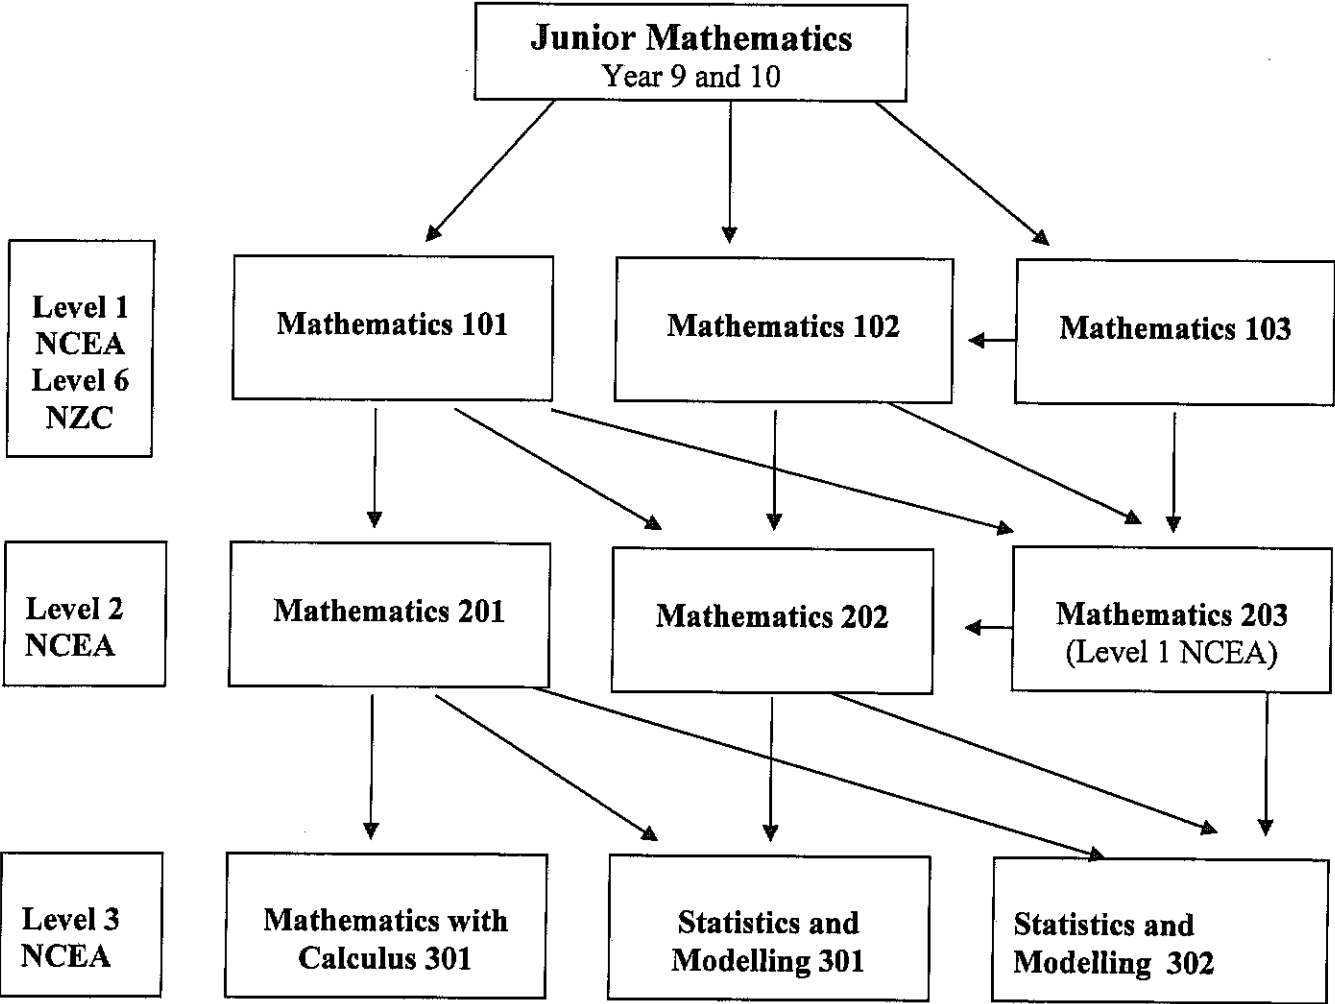 Junior Mathematics
Year 9 and 10
Level 1
NCEA
Level 6
NZC
Mathematics 101
Mathematics 102
Mathematics 103
Level 2
NCEA
Mathematics 201
Mathematics 202
Mathematics 203
(Level 1 NCEA)
Level 3
NCEA
Mathematics with
Calculus 301
Statistics and
Modelling 301
Statistics and
Modelling 302